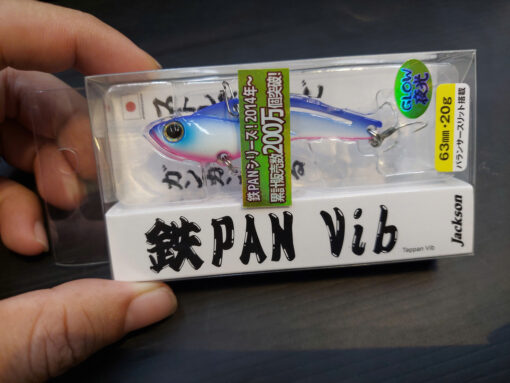 鉄PANシリーズ!2014年~
累計販売数200万個突破!
GLOW
63mm・20g
バランサースリット搭載
鉄PAN Vib
Teppan Vib
Jackson